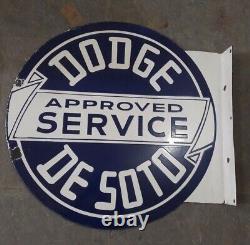 DODGE
APPROVED
SERVICE
DE SOTO